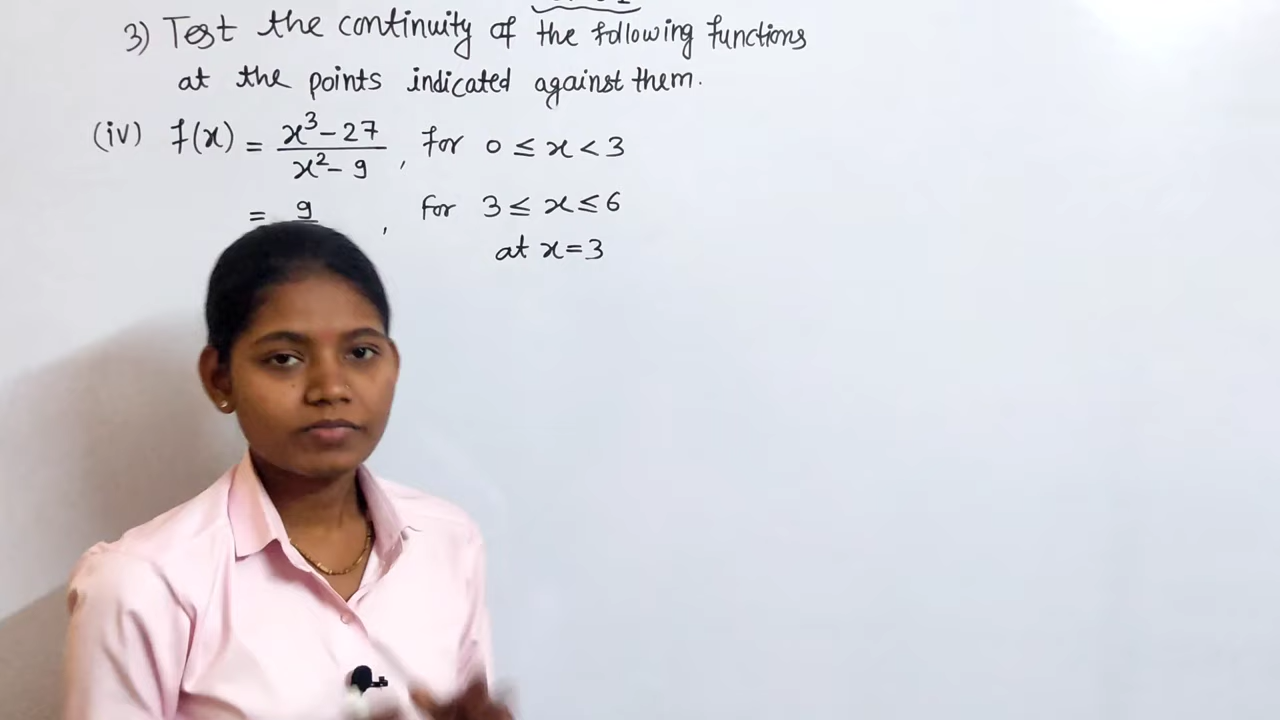 3) Test the continuity of the following functions
at the points indicated against them.
(iv) f(x) = x³ - 27 / x² - 9 , for 0 ≤ x < 3
= 9 , for 3 ≤ x ≤ 6
at x = 3